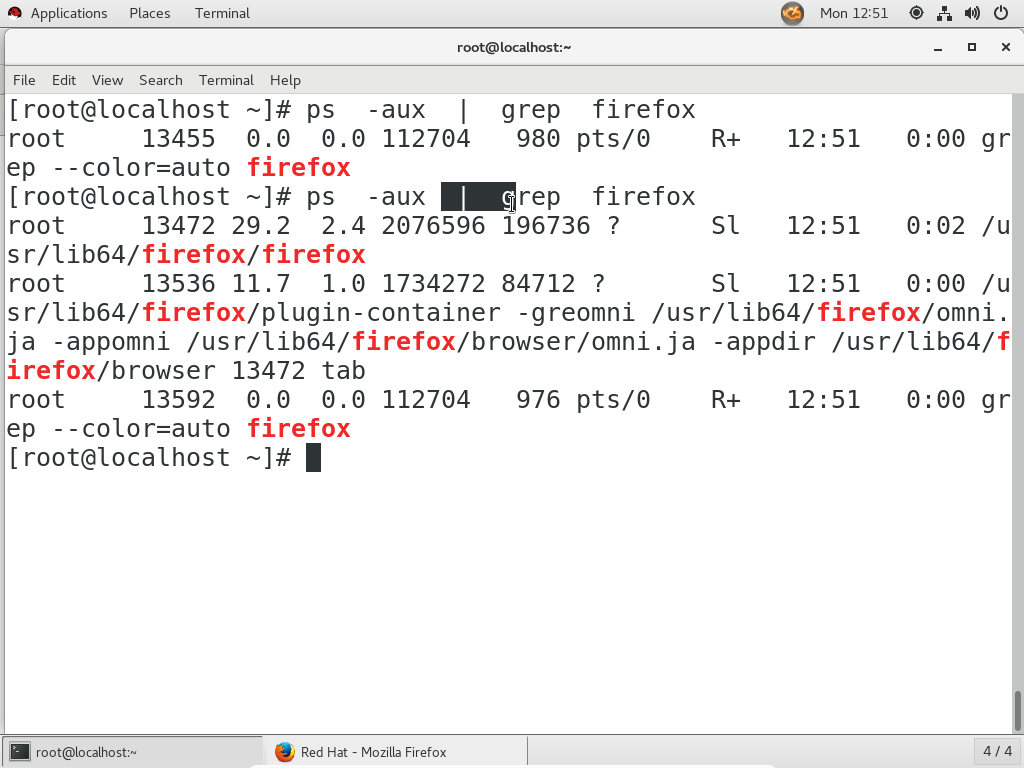 Applications Places Terminal Mon 12:51
root@localhost:~
File Edit View Search Terminal Help
[root@localhost ~]# ps  -aux  |  grep  firefox
root     13455  0.0  0.0 112704   980 pts/0    R+   12:51   0:00 gr
ep --color=auto firefox
[root@localhost ~]# ps  -aux  |  grep  firefox
root     13472 29.2  2.4 2076596 196736 ?      Sl   12:51   0:02 /u
sr/lib64/firefox/firefox
root     13536 11.7  1.0 1734272 84712 ?       Sl   12:51   0:00 /u
sr/lib64/firefox/plugin-container -greomni /usr/lib64/firefox/omni.
ja -appomni /usr/lib64/firefox/browser/omni.ja -appdir /usr/lib64/f
irefox/browser 13472 tab
root     13592  0.0  0.0 112704   976 pts/0    R+   12:51   0:00 gr
ep --color=auto firefox
[root@localhost ~]#
root@localhost:~ Red Hat - Mozilla Firefox 4 / 4